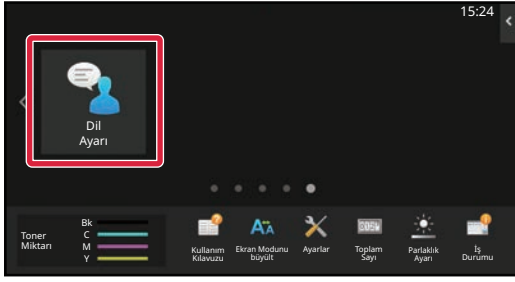 15:24
Dil
Ayarı
Toner
Miktarı
Bk
C
M
Y
Kullanım
Kılavuzu
Ekran Modunu
büyült
Ayarlar
Toplam
Sayı
Parlaklık
Ayarı
İş
Durumu